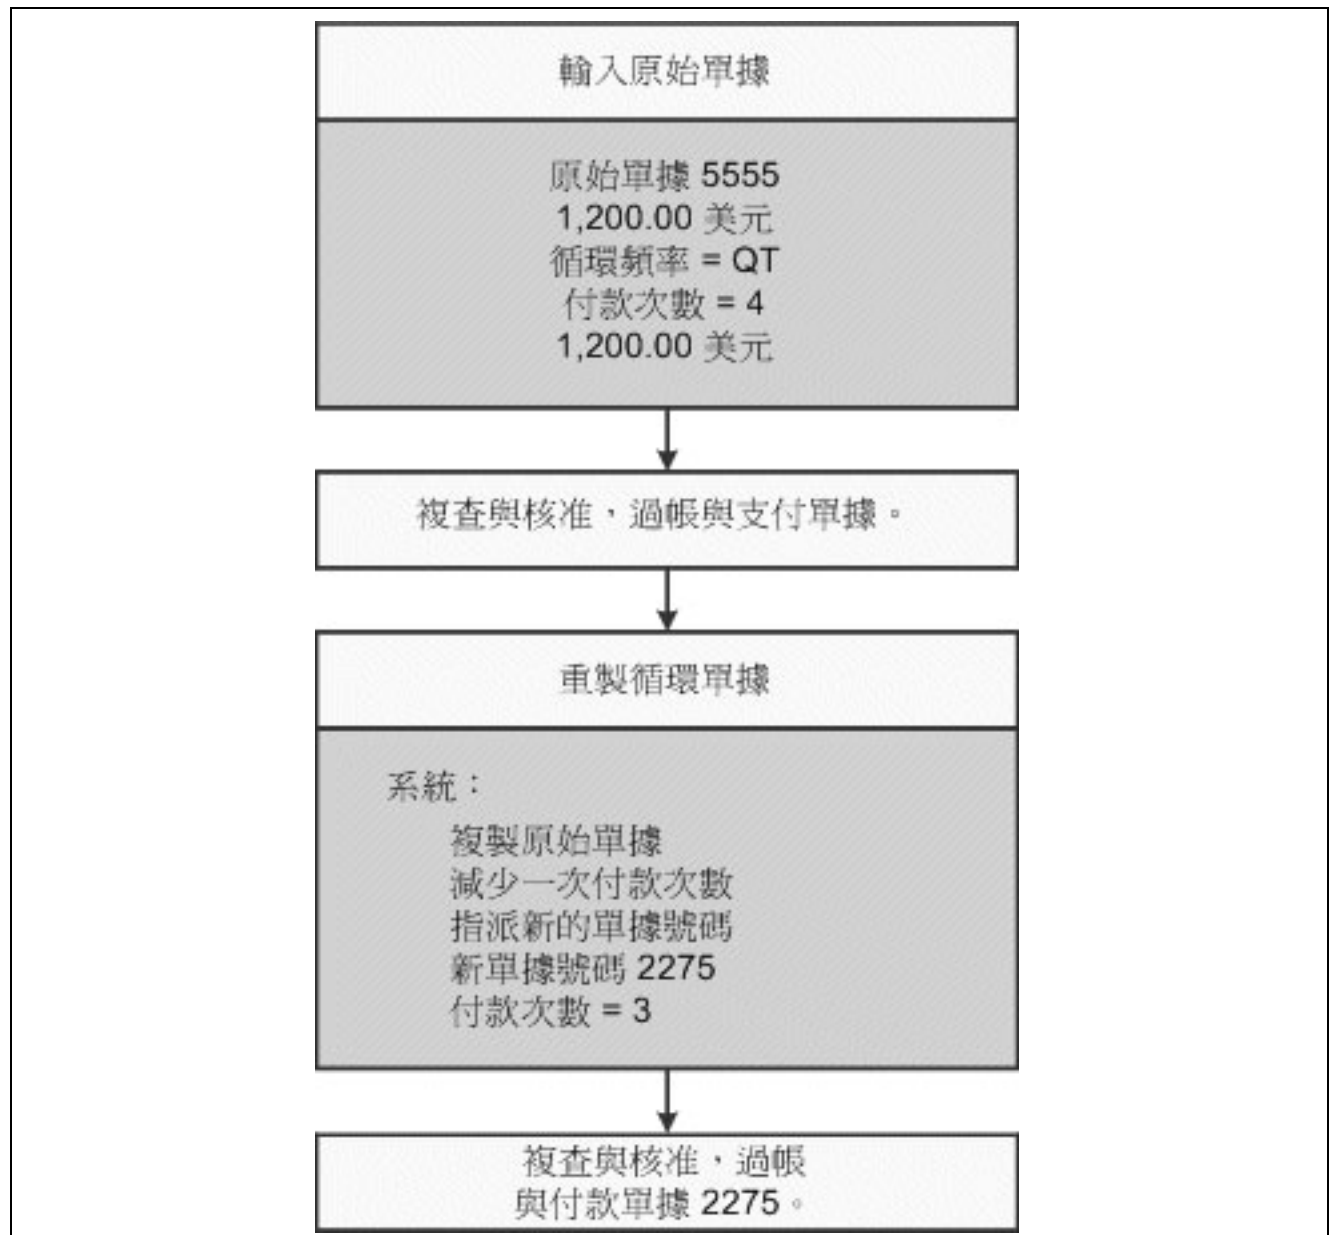 輸入原始單據
原始單據 5555
1,200.00 美元
循環頻率 = QT
付款次數 = 4
1,200.00 美元
複查與核准，過帳與支付單據。
重製循環單據
系統：
複製原始單據
減少一次付款次數
指派新的單據號碼
新單據號碼 2275
付款次數 = 3
複查與核准，過帳
與付款單據 2275。